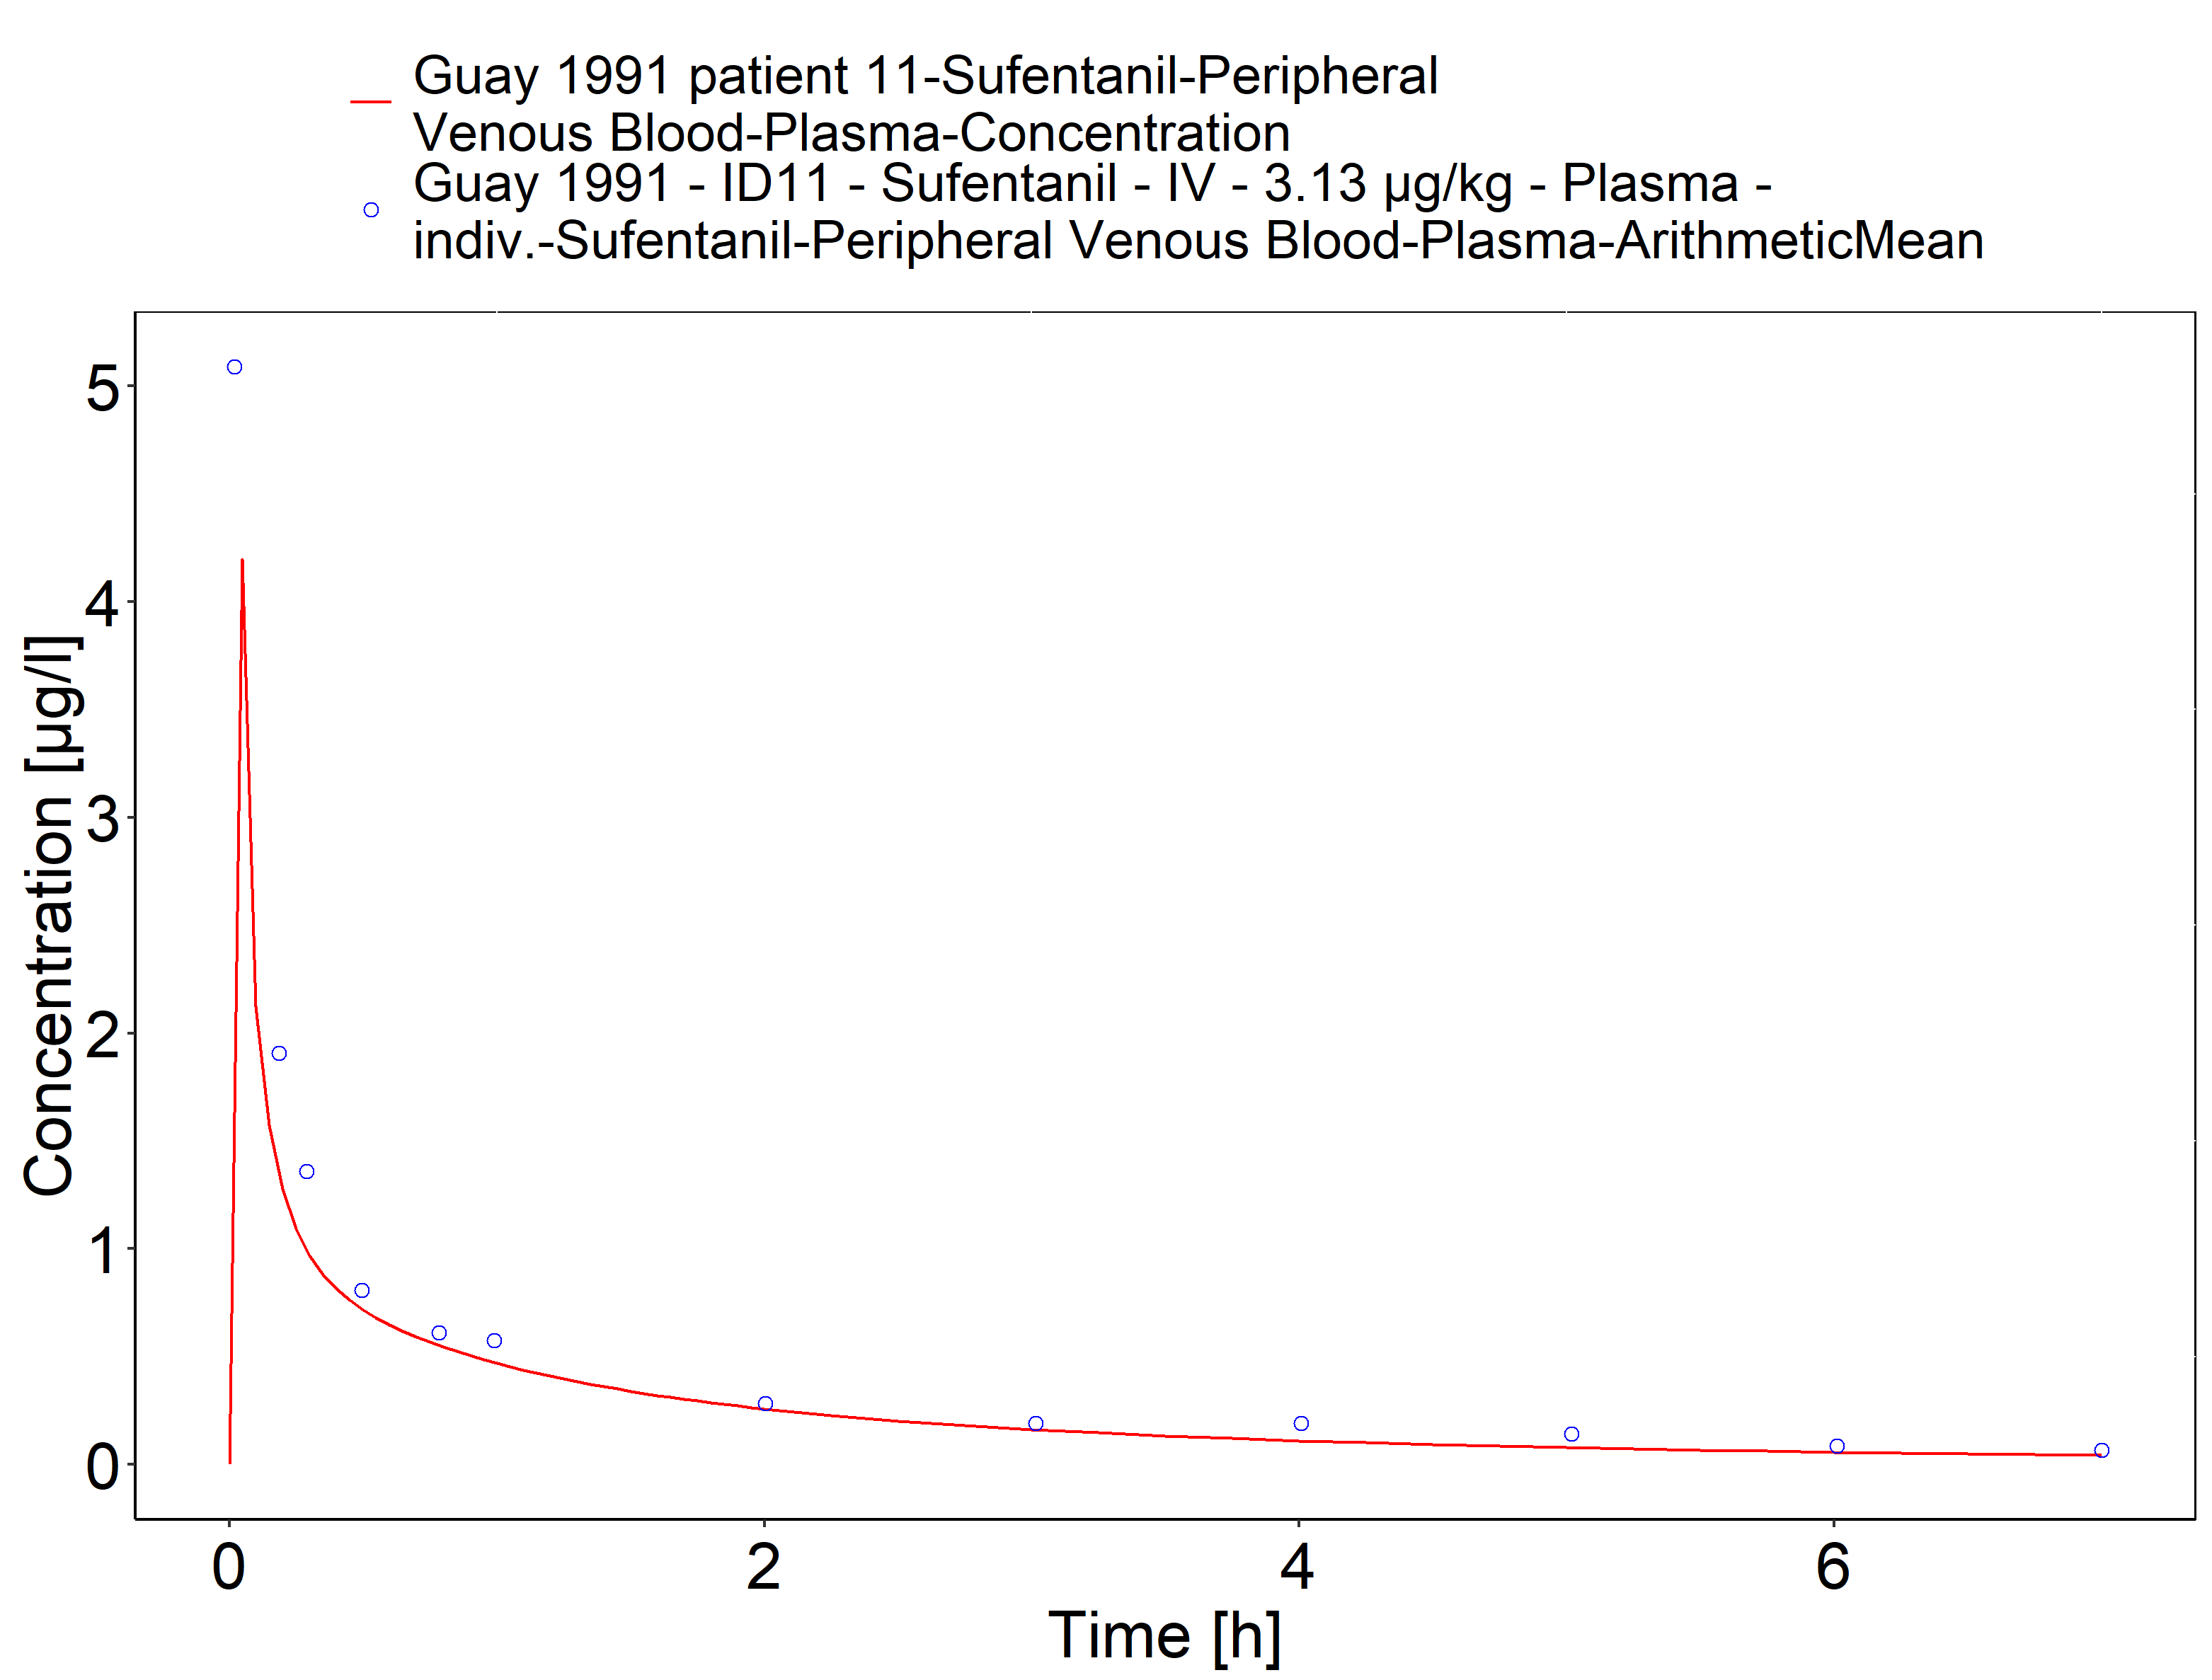 Guay 1991 patient 11-Sufentanil-Peripheral
Venous Blood-Plasma-Concentration
Guay 1991 - ID11 - Sufentanil - IV - 3.13 µg/kg - Plasma -
indiv.-Sufentanil-Peripheral Venous Blood-Plasma-ArithmeticMean
Concentration [µg/l]
5
4
3
2
1
0
0 2 4 6
Time [h]